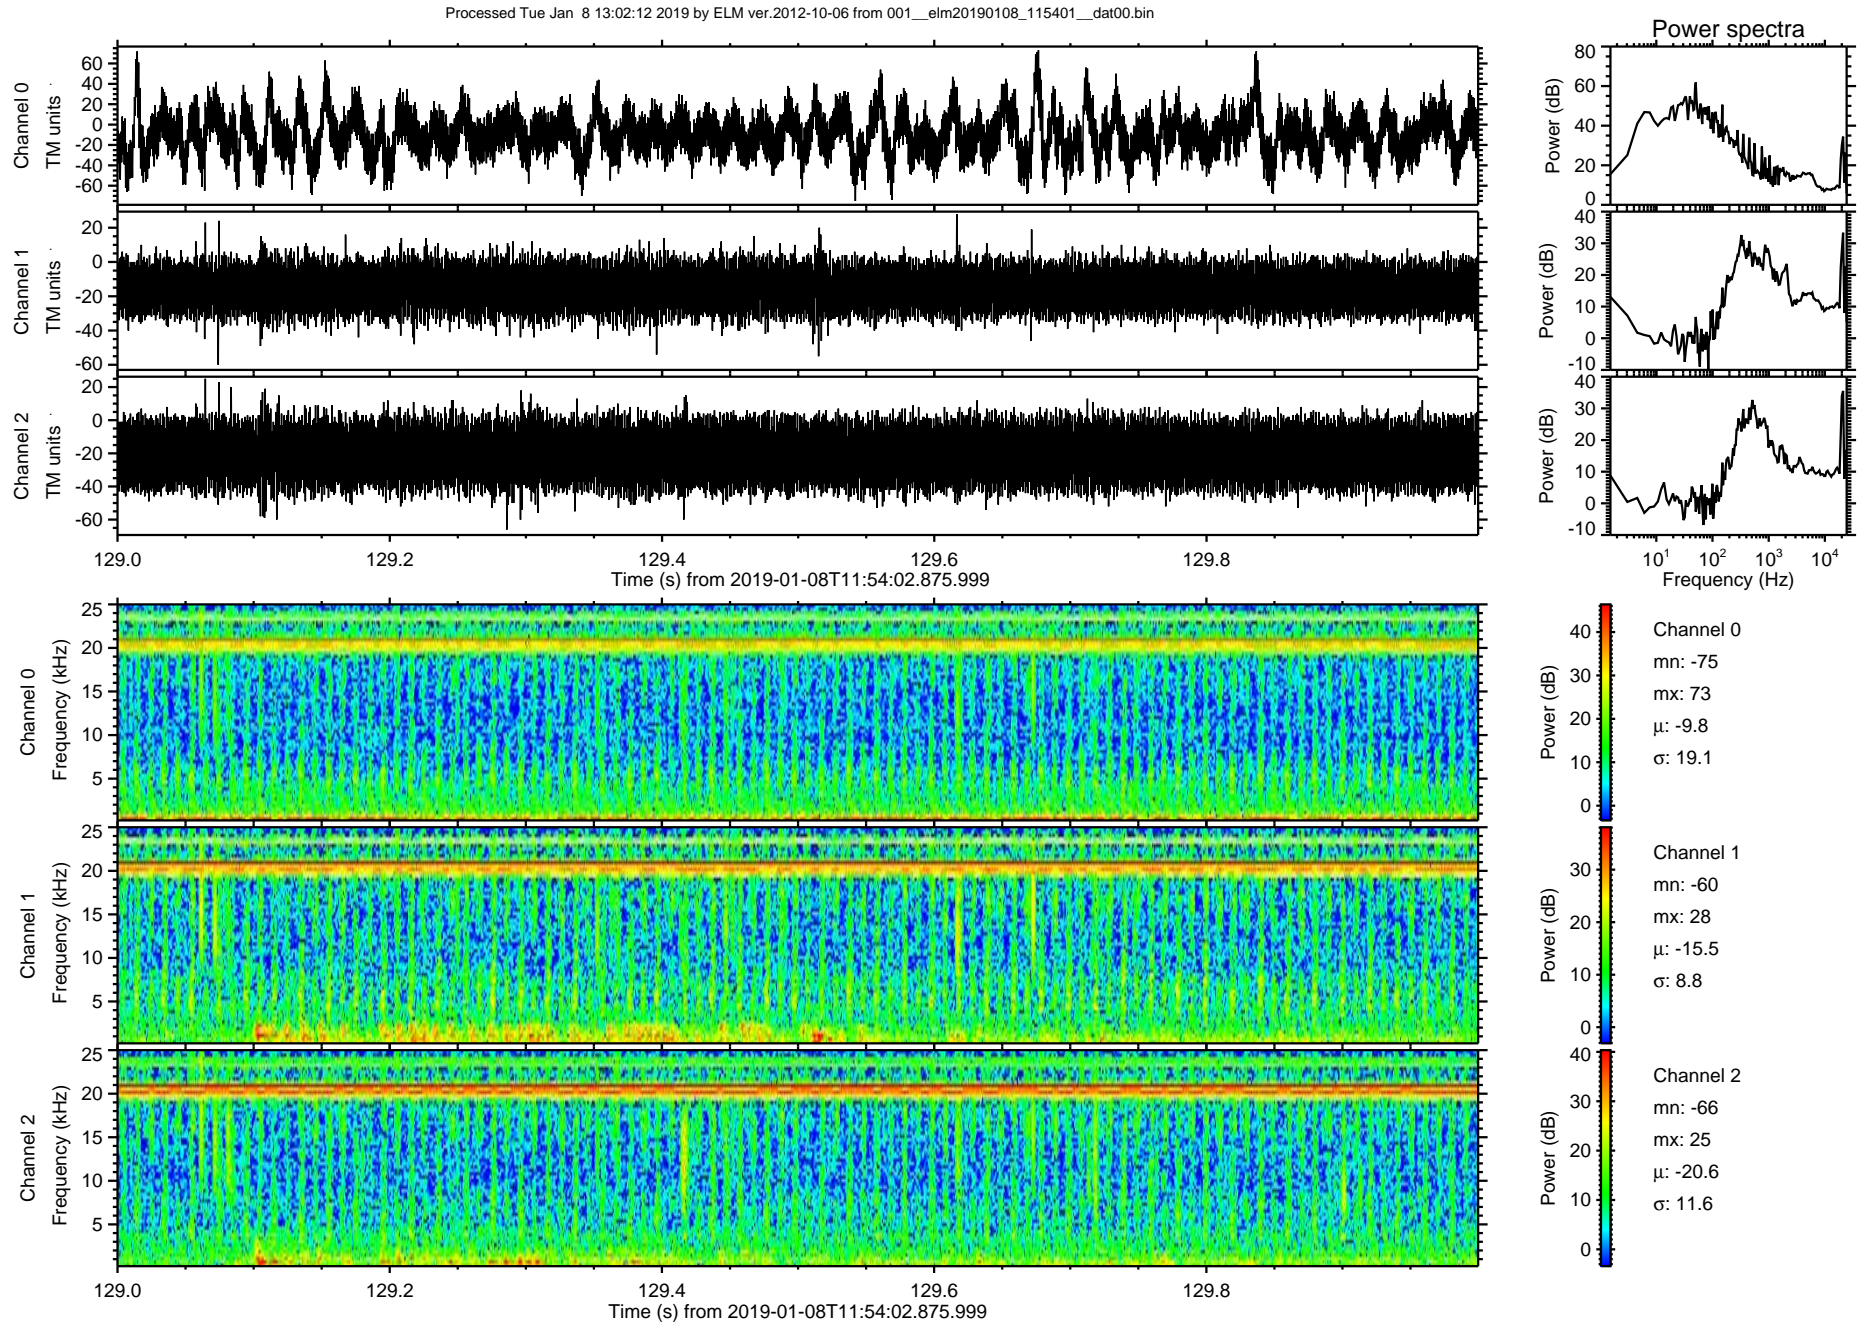 Processed Tue Jan  8 13:02:12 2019 by ELM ver.2012-10-06 from 001__elm20190108_115401__dat00.bin
Power spectra
Channel 0
TM units
60
40
20
0
-20
-40
-60
Power (dB)
80
60
40
20
0
Channel 1
TM units
20
0
-20
-40
-60
Power (dB)
40
30
20
10
0
-10
Channel 2
TM units
20
0
-20
-40
-60
Power (dB)
40
30
20
10
0
-10
129.0 129.2 129.4 129.6 129.8
Time (s) from 2019-01-08T11:54:02.875.999
10^1 10^2 10^3 10^4
Frequency (Hz)
Channel 0
Frequency (kHz)
25
20
15
10
5
Power (dB)
40
30
20
10
0
Channel 0
mn: -75
mx: 73
μ: -9.8
σ: 19.1
Channel 1
Frequency (kHz)
25
20
15
10
5
Power (dB)
30
20
10
0
Channel 1
mn: -60
mx: 28
μ: -15.5
σ: 8.8
Channel 2
Frequency (kHz)
25
20
15
10
5
Power (dB)
40
30
20
10
0
Channel 2
mn: -66
mx: 25
μ: -20.6
σ: 11.6
129.0 129.2 129.4 129.6 129.8
Time (s) from 2019-01-08T11:54:02.875.999